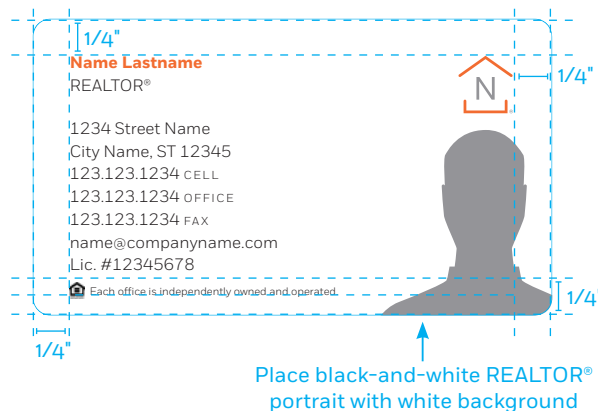 1/4"
Name Lastname
REALTOR®
N
1/4"
1234 Street Name
City Name, ST 12345
123.123.1234 CELL
123.123.1234 OFFICE
123.123.1234 FAX
name@companyname.com
Lic. #12345678
Each office is independently owned and operated.
1/4"
1/4"
Place black-and-white REALTOR®
portrait with white background